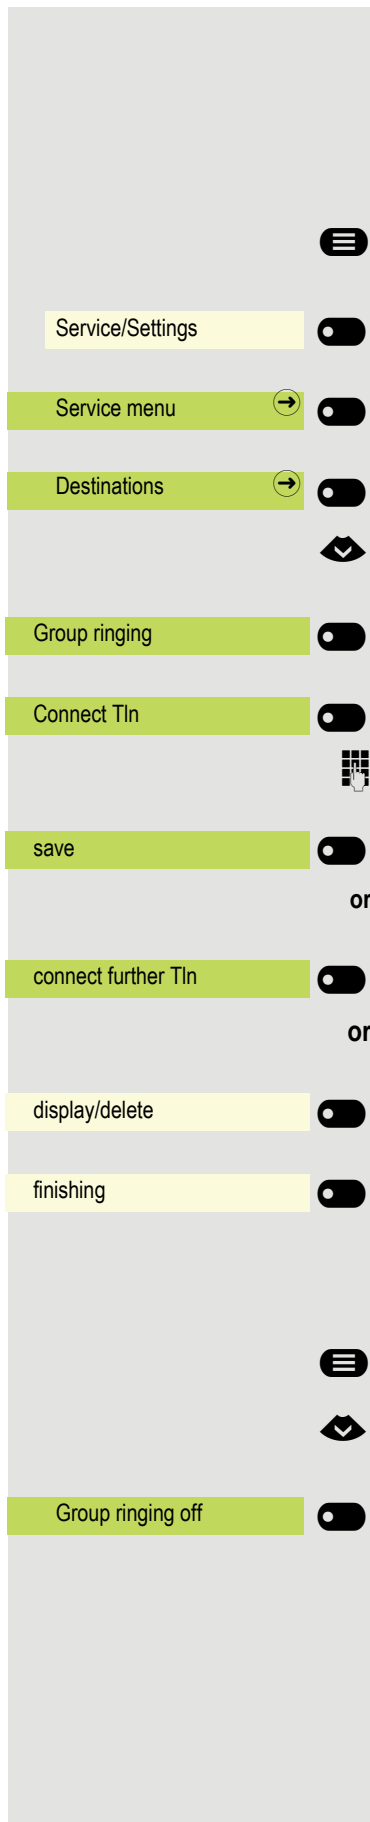 Service/Settings
Service menu
Destinations
Group ringing
Connect Tln
save
or
connect further Tln
or
display/delete
finishing
Group ringing off